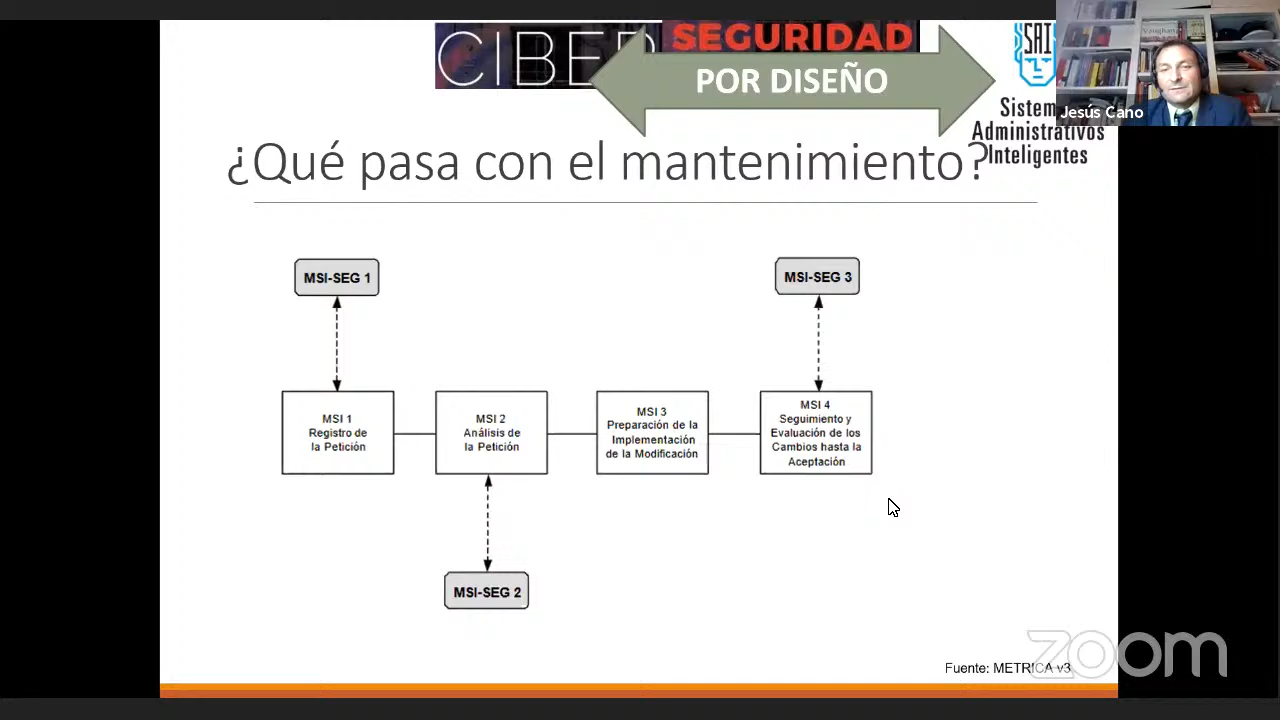 CIBER
SEGURIDAD
POR DISEÑO
SAI
Sistem
Administrativos
Inteligentes
Jesús Cano
¿Qué pasa con el mantenimiento?
MSI-SEG 1
MSI-SEG 3
MSI 1
Registro de
la Petición
MSI 2
Análisis de
la Petición
MSI 3
Preparación de la
Implementación
de la Modificación
MSI 4
Seguimiento y
Evaluación de los
Cambios hasta la
Aceptación
MSI-SEG 2
Fuente: METRICA v3
zoom